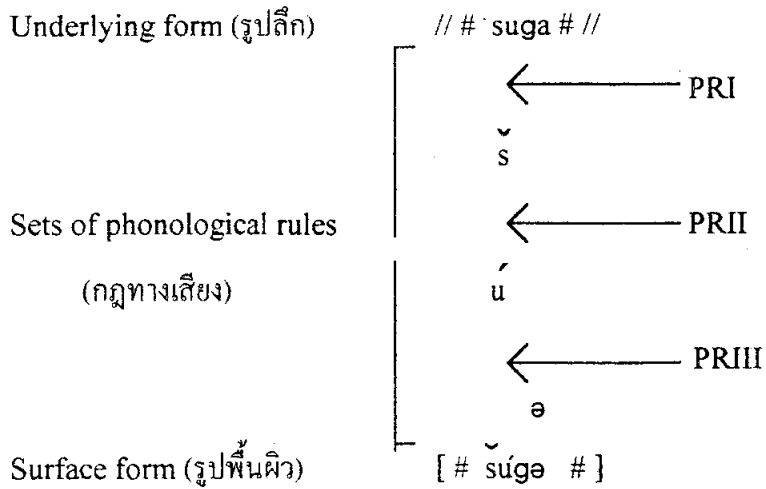 Underlying form (รูปลึก) // # suga # //
PRI
š
Sets of phonological rules PRII
(กฎทางเสียง) ú
PRIII
ə
Surface form (รูปพื้นผิว) [ # šúgə # ]